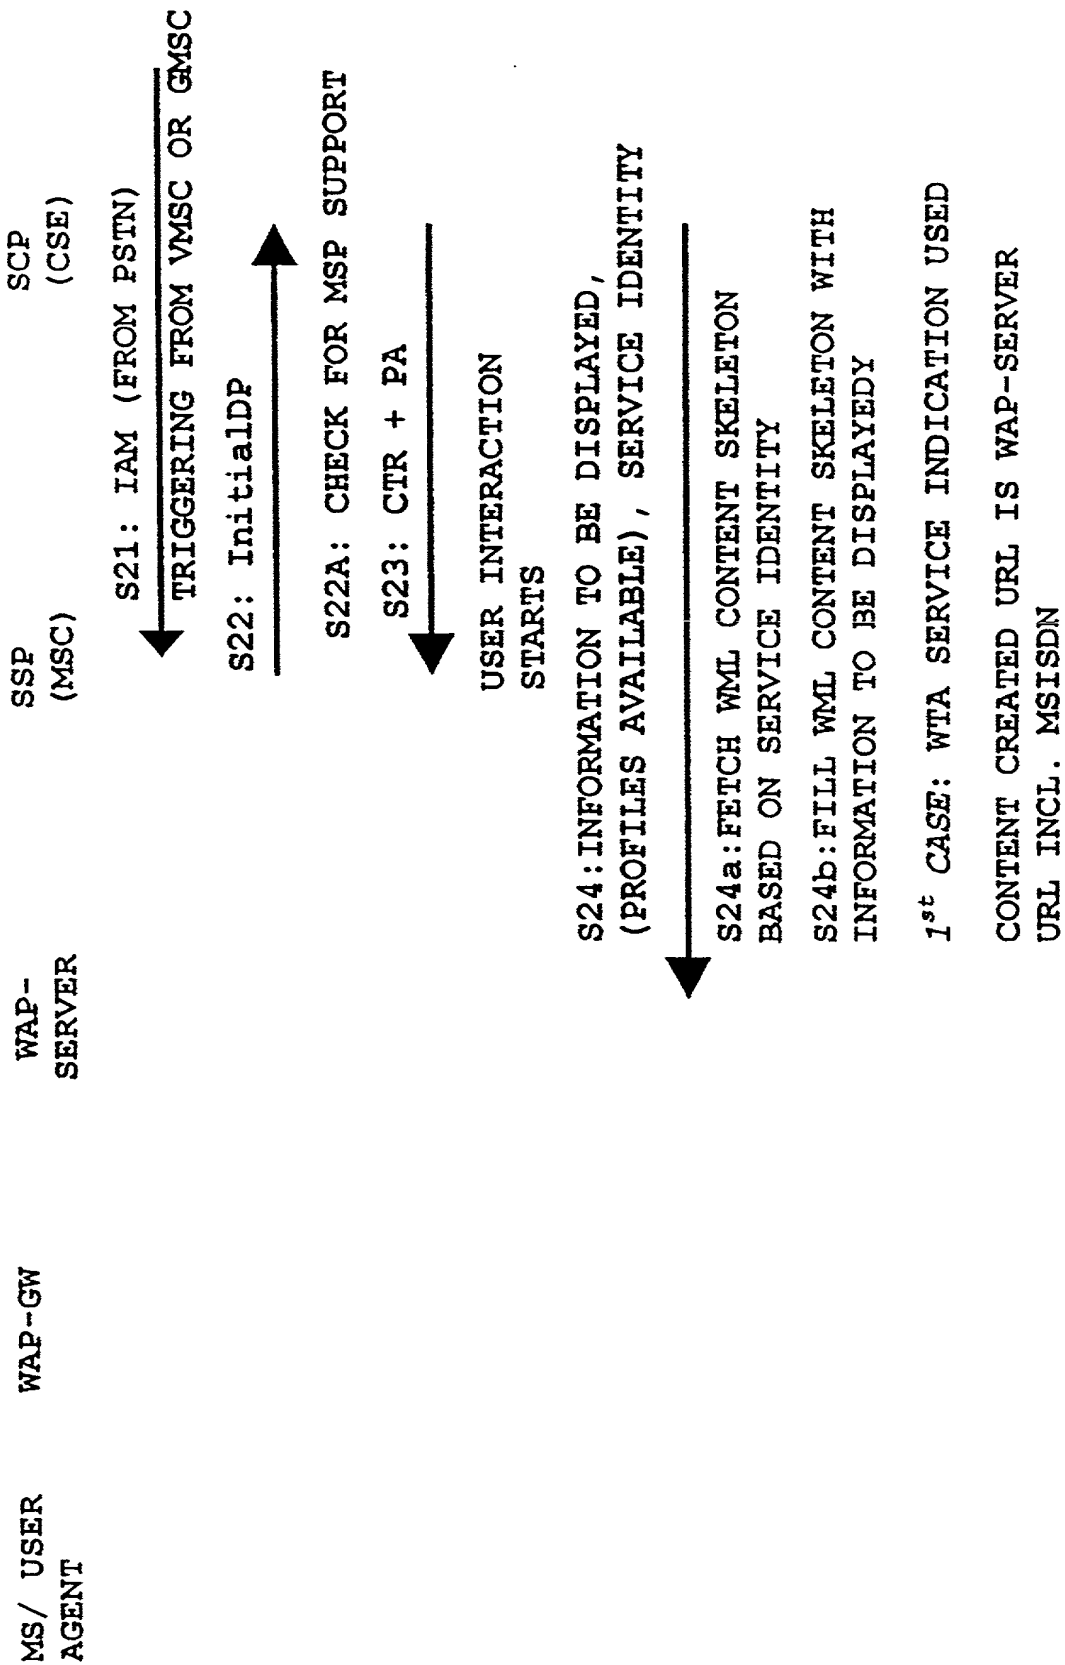 MS/ USER
AGENT
WAP-GW
WAP-
SERVER
SSP
(MSC)
SCP
(CSE)
S21: IAM (FROM PSTN)
TRIGGERING FROM VMSC OR GMSC
S22: InitialDP
S22A: CHECK FOR MSP SUPPORT
S23: CTR + PA
USER INTERACTION
STARTS
S24:INFORMATION TO BE DISPLAYED,
(PROFILES AVAILABLE), SERVICE IDENTITY
S24a:FETCH WML CONTENT SKELETON
BASED ON SERVICE IDENTITY
S24b:FILL WML CONTENT SKELETON WITH
INFORMATION TO BE DISPLAYEDY
1st CASE: WTA SERVICE INDICATION USED
CONTENT CREATED URL IS WAP-SERVER
URL INCL. MSISDN